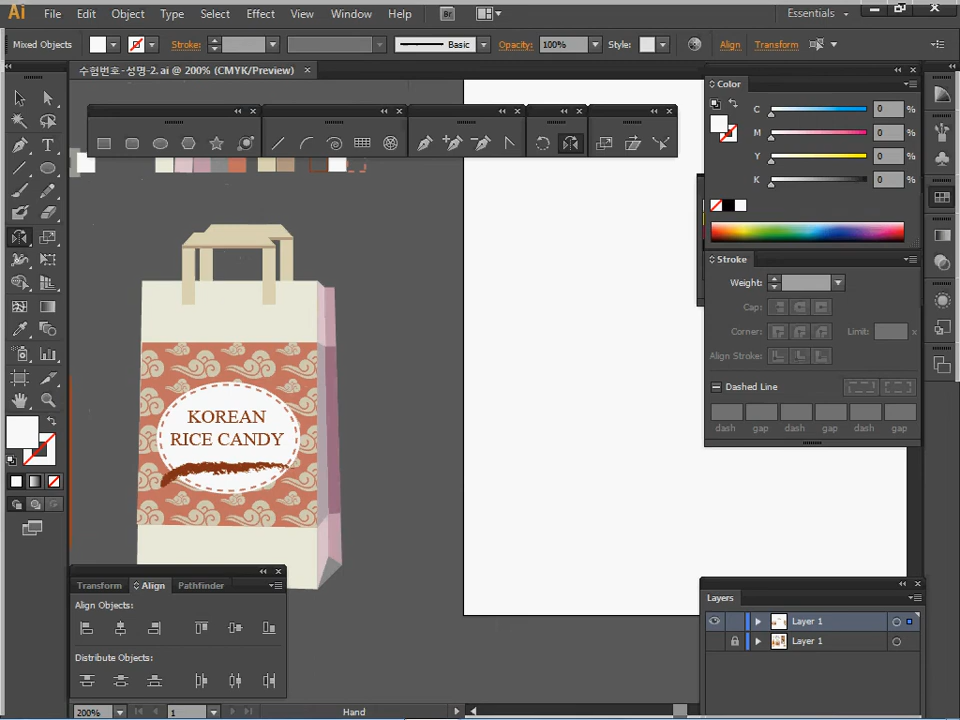 Ai File Edit Object Type Select Effect View Window Help Br Essentials
Mixed Objects Stroke: Basic Opacity: 100% Style: Align Transform
수험번호-성명-2.ai @ 200% (CMYK/Preview) ×
Color
C 0 %
M 0 %
Y 0 %
K 0 %
Stroke
Weight:
Cap:
Corner: Limit: x
Align Stroke:
Dashed Line
dash gap dash gap dash gap
KOREAN
RICE CANDY
Transform Align Pathfinder
Align Objects:
Distribute Objects:
Layers
Layer 1
Layer 1
200% 1 Hand